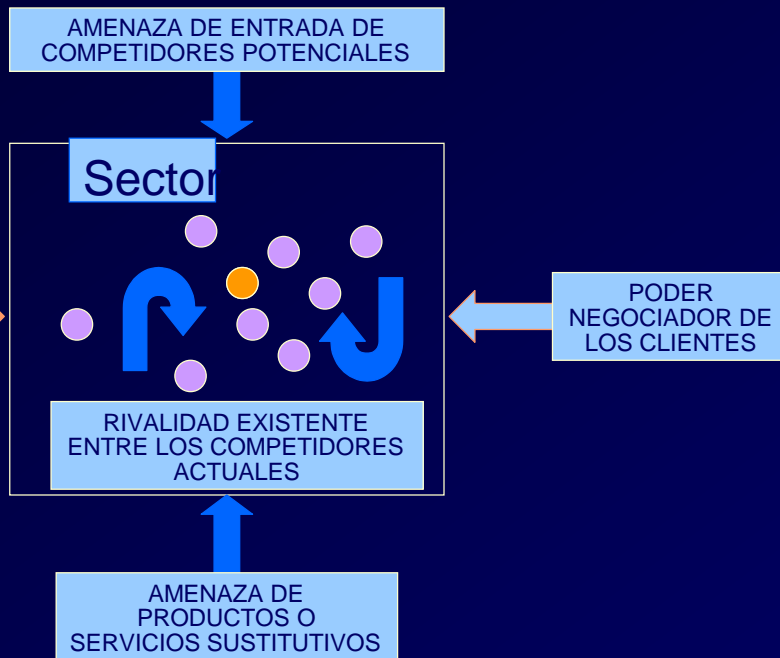 AMENAZA DE ENTRADA DE
COMPETIDORES POTENCIALES
Sector
PODER
NEGOCIADOR DE
LOS CLIENTES
RIVALIDAD EXISTENTE
ENTRE LOS COMPETIDORES
ACTUALES
AMENAZA DE
PRODUCTOS O
SERVICIOS SUSTITUTIVOS